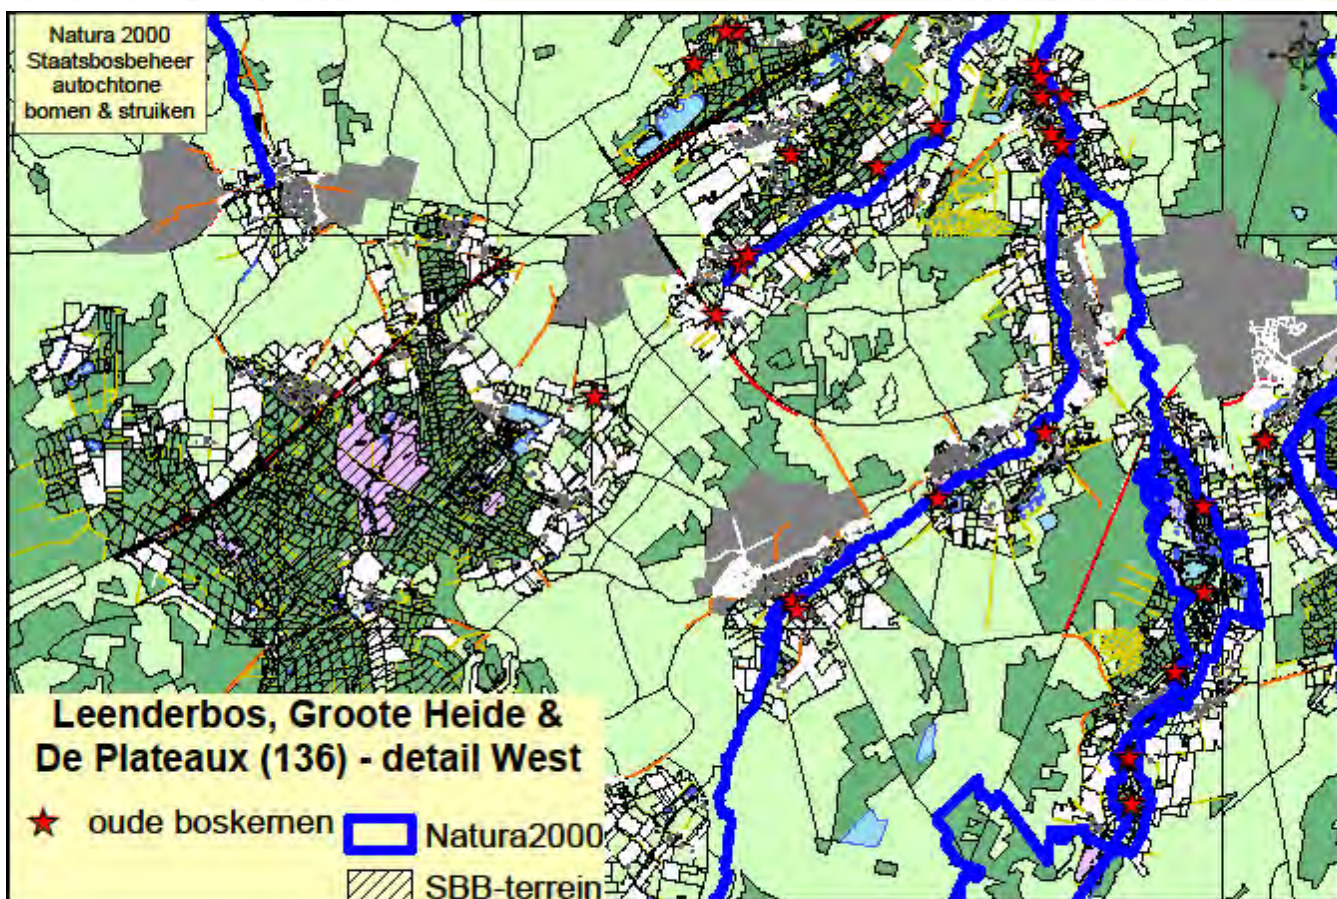 Natura 2000
Staatsbosbeheer
autochtone
bomen & struiken
Leenderbos, Groote Heide &
De Plateaux (136) - detail West
oude boskernen
Natura2000
SBB-terrein